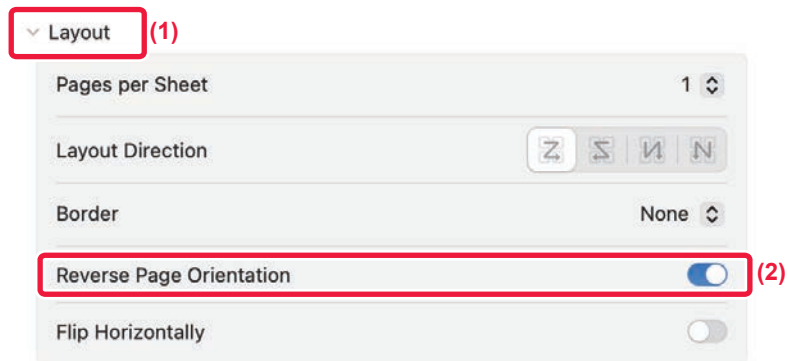 Layout (1)
Pages per Sheet 1
Layout Direction
Border None
Reverse Page Orientation (2)
Flip Horizontally